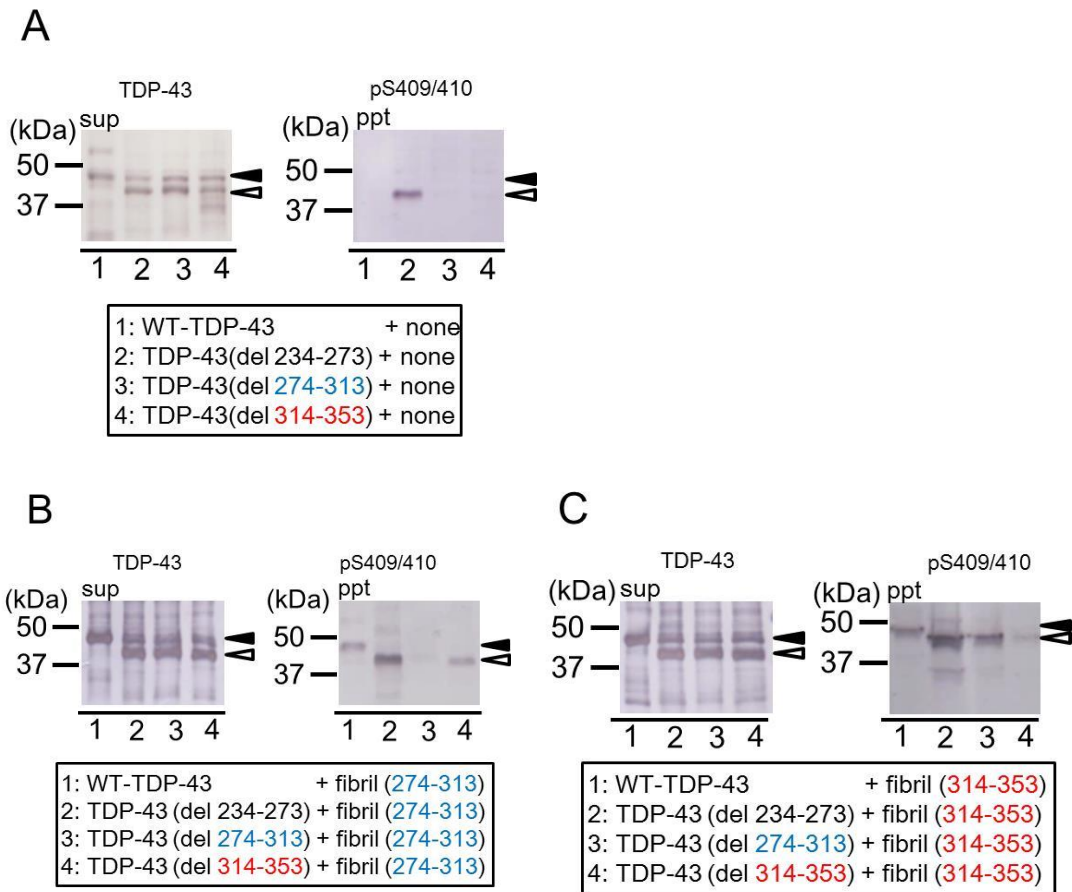 A
TDP-43
pS409/410
(kDa) sup
(kDa) ppt
50
50
37
37
1 2 3 4
1 2 3 4
1: WT-TDP-43 + none
2: TDP-43(del 234-273) + none
3: TDP-43(del 274-313) + none
4: TDP-43(del 314-353) + none
B
TDP-43
pS409/410
(kDa) sup
(kDa) ppt
50
50
37
37
1 2 3 4
1 2 3 4
1: WT-TDP-43 + fibril (274-313)
2: TDP-43 (del 234-273) + fibril (274-313)
3: TDP-43 (del 274-313) + fibril (274-313)
4: TDP-43 (del 314-353) + fibril (274-313)
C
TDP-43
pS409/410
(kDa) sup
(kDa) ppt
50
50
37
37
1 2 3 4
1 2 3 4
1: WT-TDP-43 + fibril (314-353)
2: TDP-43 (del 234-273) + fibril (314-353)
3: TDP-43 (del 274-313) + fibril (314-353)
4: TDP-43 (del 314-353) + fibril (314-353)